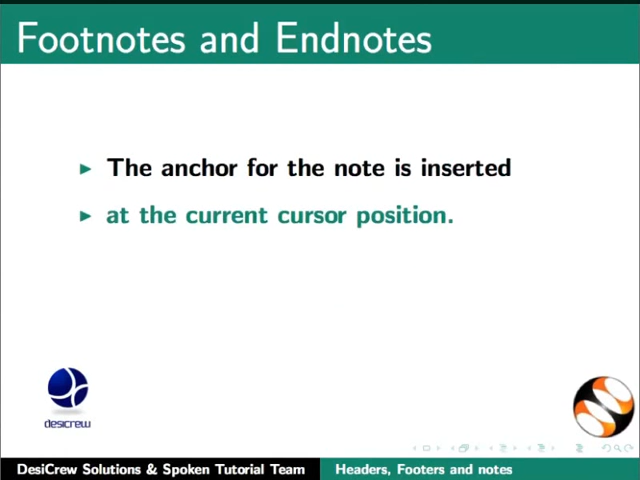 Footnotes and Endnotes
The anchor for the note is inserted
at the current cursor position.
desicrew
DesiCrew Solutions & Spoken Tutorial Team
Headers, Footers and notes